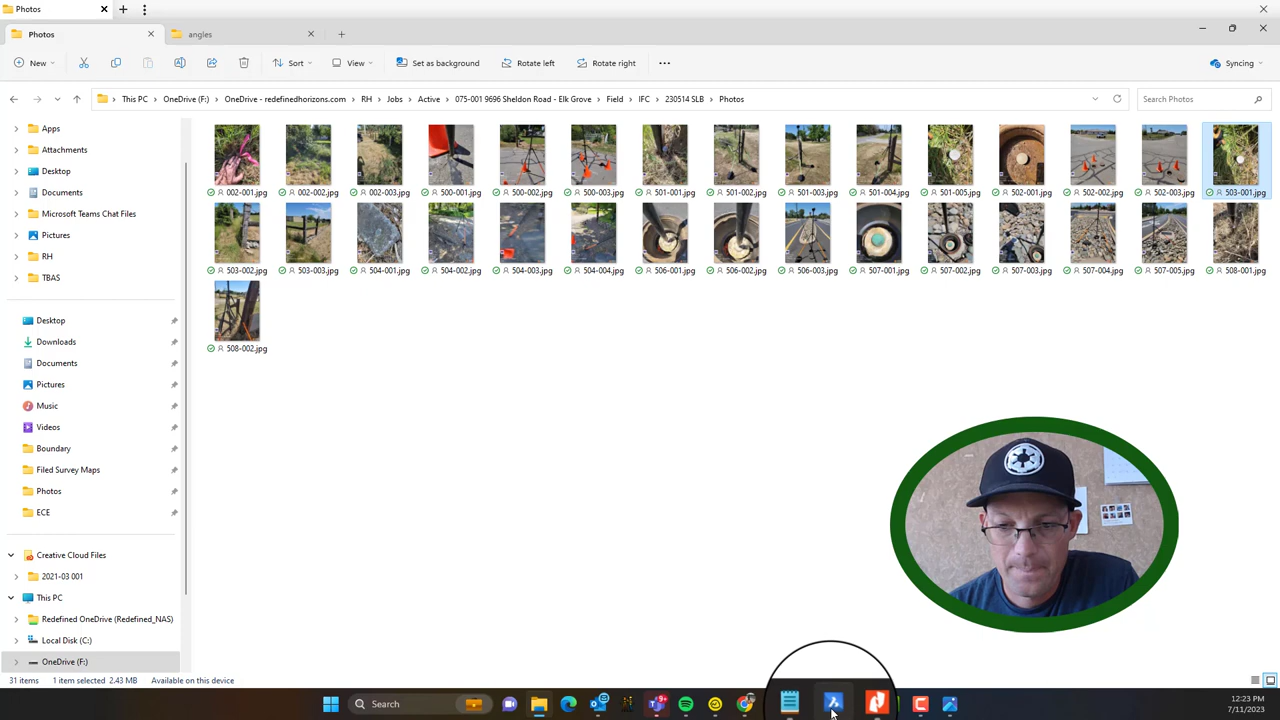 Photos
Photos
angles
New
Sort
View
Set as background
Rotate left
Rotate right
Syncing
This PC > OneDrive (F:) > OneDrive - redefinedhorizons.com > RH > Jobs > Active > 075-001 9696 Sheldon Road - Elk Grove > Field > IFC > 230514 SLB > Photos
Search Photos
Apps
Attachments
Desktop
Documents
Microsoft Teams Chat Files
Pictures
RH
TBAS
Desktop
Downloads
Documents
Pictures
Music
Videos
Boundary
Filed Survey Maps
Photos
ECE
Creative Cloud Files
2021-03 001
This PC
Redefined OneDrive (Redefined_NAS)
Local Disk (C:)
OneDrive (F:)
002-001.jpg 002-002.jpg 002-003.jpg 500-001.jpg 500-002.jpg 500-003.jpg 501-001.jpg 501-002.jpg 501-003.jpg 501-004.jpg 501-005.jpg 502-001.jpg 502-002.jpg 502-003.jpg 503-001.jpg
503-002.jpg 503-003.jpg 504-001.jpg 504-002.jpg 504-003.jpg 504-004.jpg 506-001.jpg 506-002.jpg 506-003.jpg 507-001.jpg 507-002.jpg 507-003.jpg 507-004.jpg 507-005.jpg 508-001.jpg
508-002.jpg
31 items 1 item selected 2.43 MB Available on this device
Search
9+
12:23 PM
7/11/2023